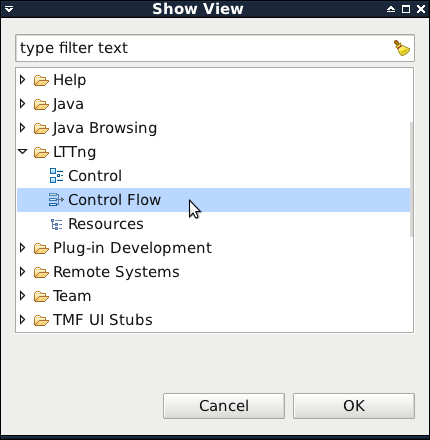 Show View
type filter text
Help
Java
Java Browsing
LTTng
Control
Control Flow
Resources
Plug-in Development
Remote Systems
Team
TMF UI Stubs
Cancel OK